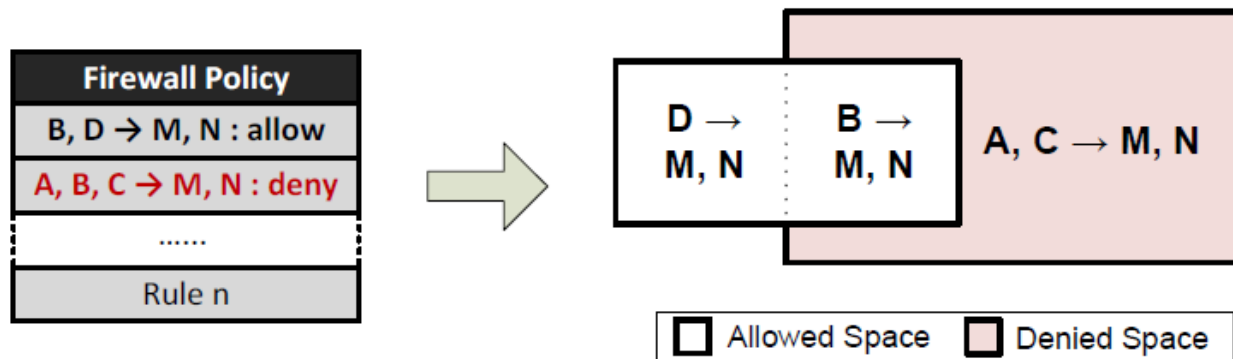 Firewall Policy
B, D → M, N : allow
A, B, C → M, N : deny
......
Rule n
D →
M, N
B →
M, N
A, C → M, N
Allowed Space
Denied Space